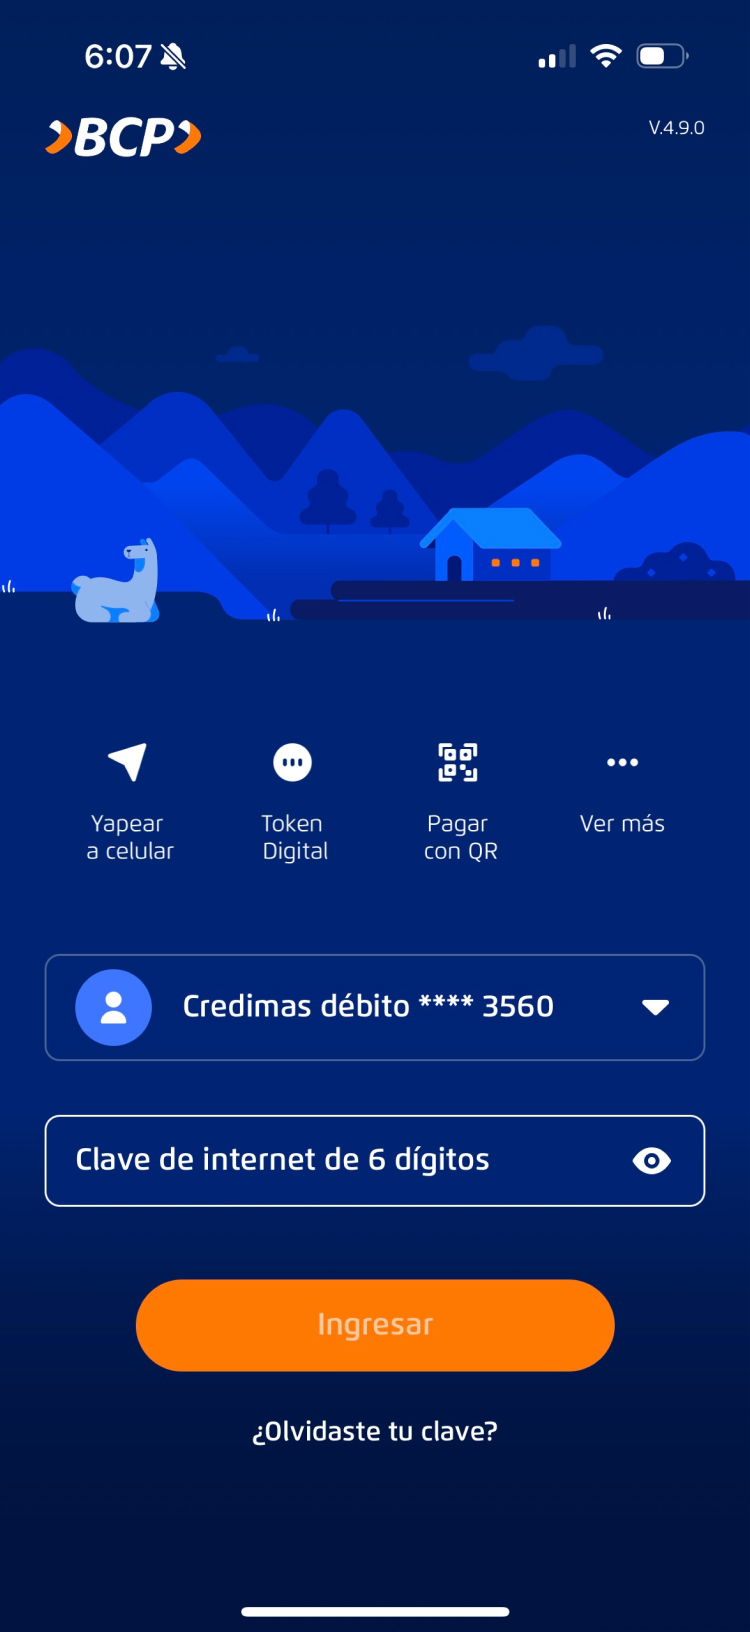 6:07
BCP
V.4.9.0
Yapear
a celular
Token
Digital
Pagar
con QR
Ver más
Credimas débito **** 3560
Clave de internet de 6 dígitos
Ingresar
¿Olvidaste tu clave?